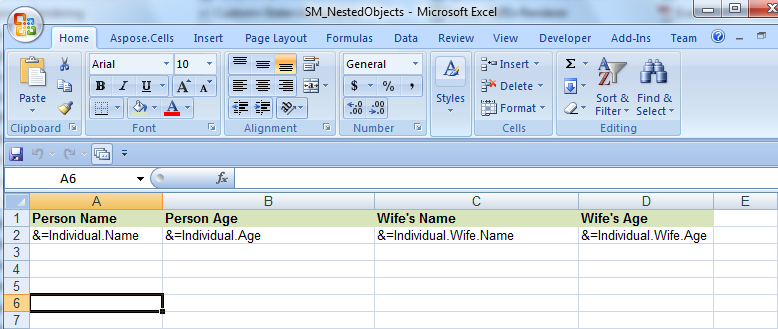 SM_NestedObjects - Microsoft Excel
Home Aspose.Cells Insert Page Layout Formulas Data Review View Developer Add-Ins Team
Paste
Clipboard
Arial 10
B I U
A A
A
Font
Alignment
General
$ % ,
.0 .00
.00 .0
Number
Styles
Insert
Delete
Format
Cells
Σ
Sort & Filter
Find & Select
Editing
A6 fx
A B C D E
1 Person Name Person Age Wife's Name Wife's Age
2 &=Individual.Name &=Individual.Age &=Individual.Wife.Name &=Individual.Wife.Age
3
4
5
6
7